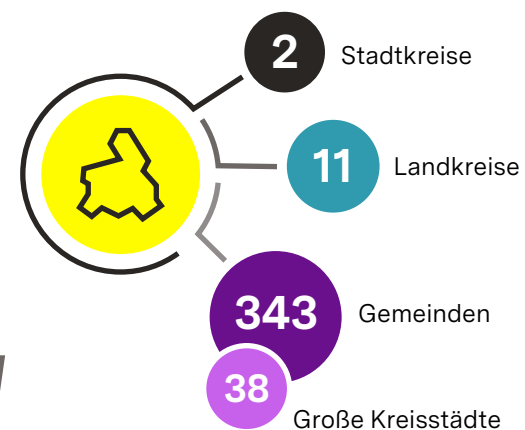 2 Stadtkreise
11 Landkreise
343 Gemeinden
38
Große Kreisstädte